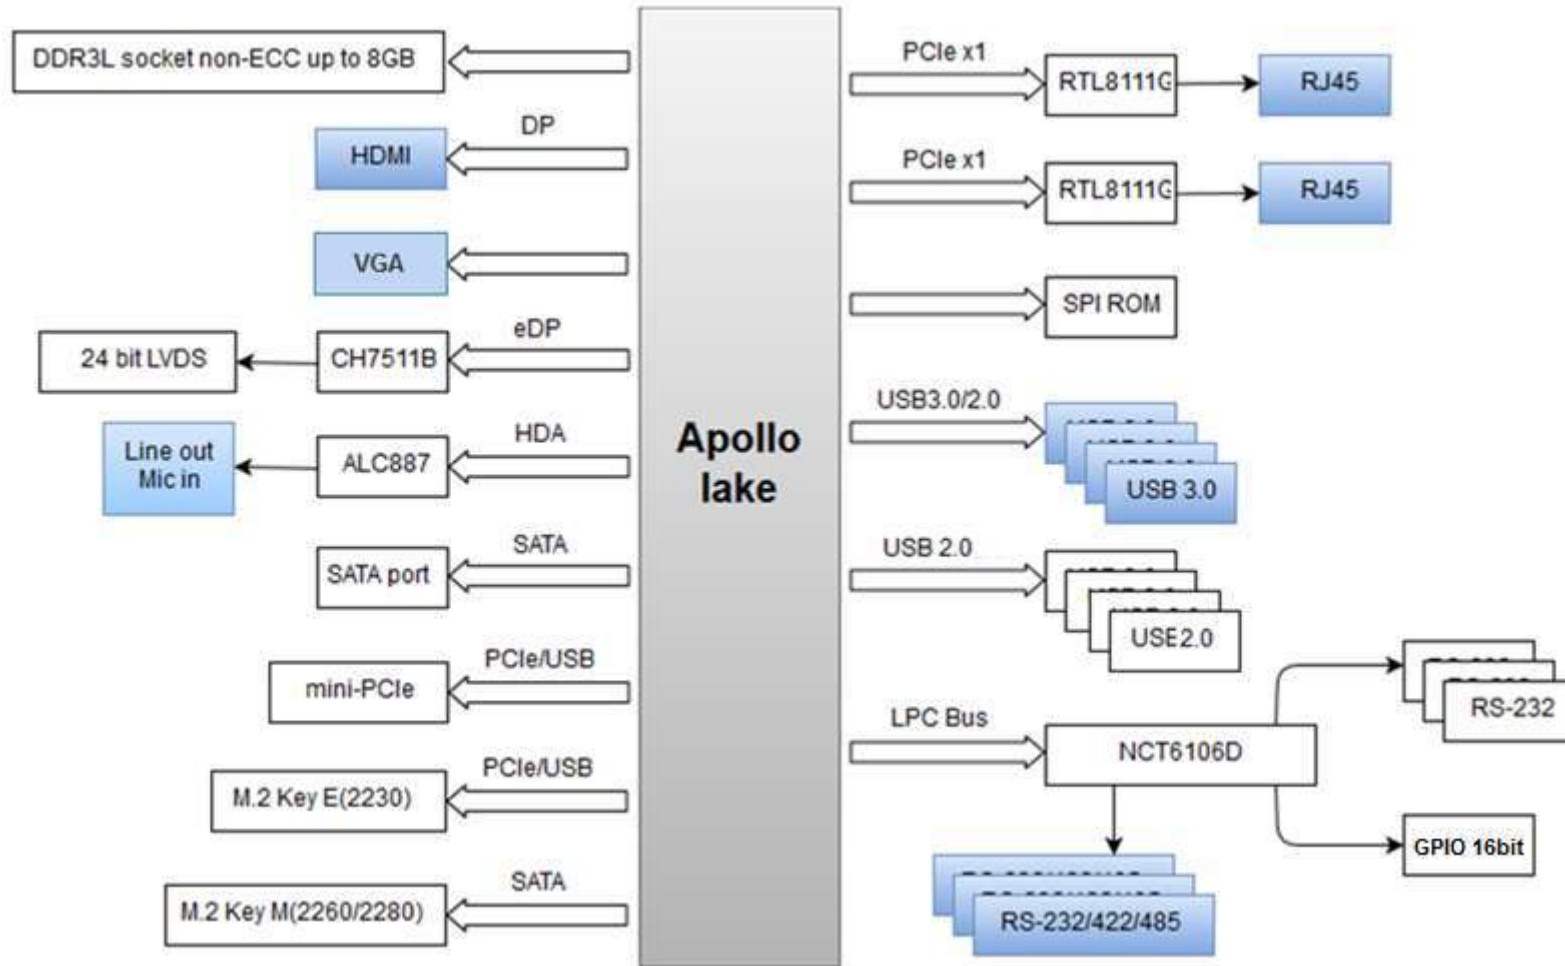 DDR3L socket non-ECC up to 8GB
DP
HDMI
VGA
eDP
24 bit LVDS
CH7511B
HDA
Line out
Mic in
ALC887
SATA
SATA port
PCIe/USB
mini-PCIe
PCIe/USB
M.2 Key E(2230)
SATA
M.2 Key M(2260/2280)
Apollo
lake
PCIe x1
RTL8111G
RJ45
PCIe x1
RTL8111G
RJ45
SPI ROM
USB3.0/2.0
USB 3.0
USB 2.0
USE2.0
LPC Bus
NCT6106D
RS-232
GPIO 16bit
RS-232/422/485